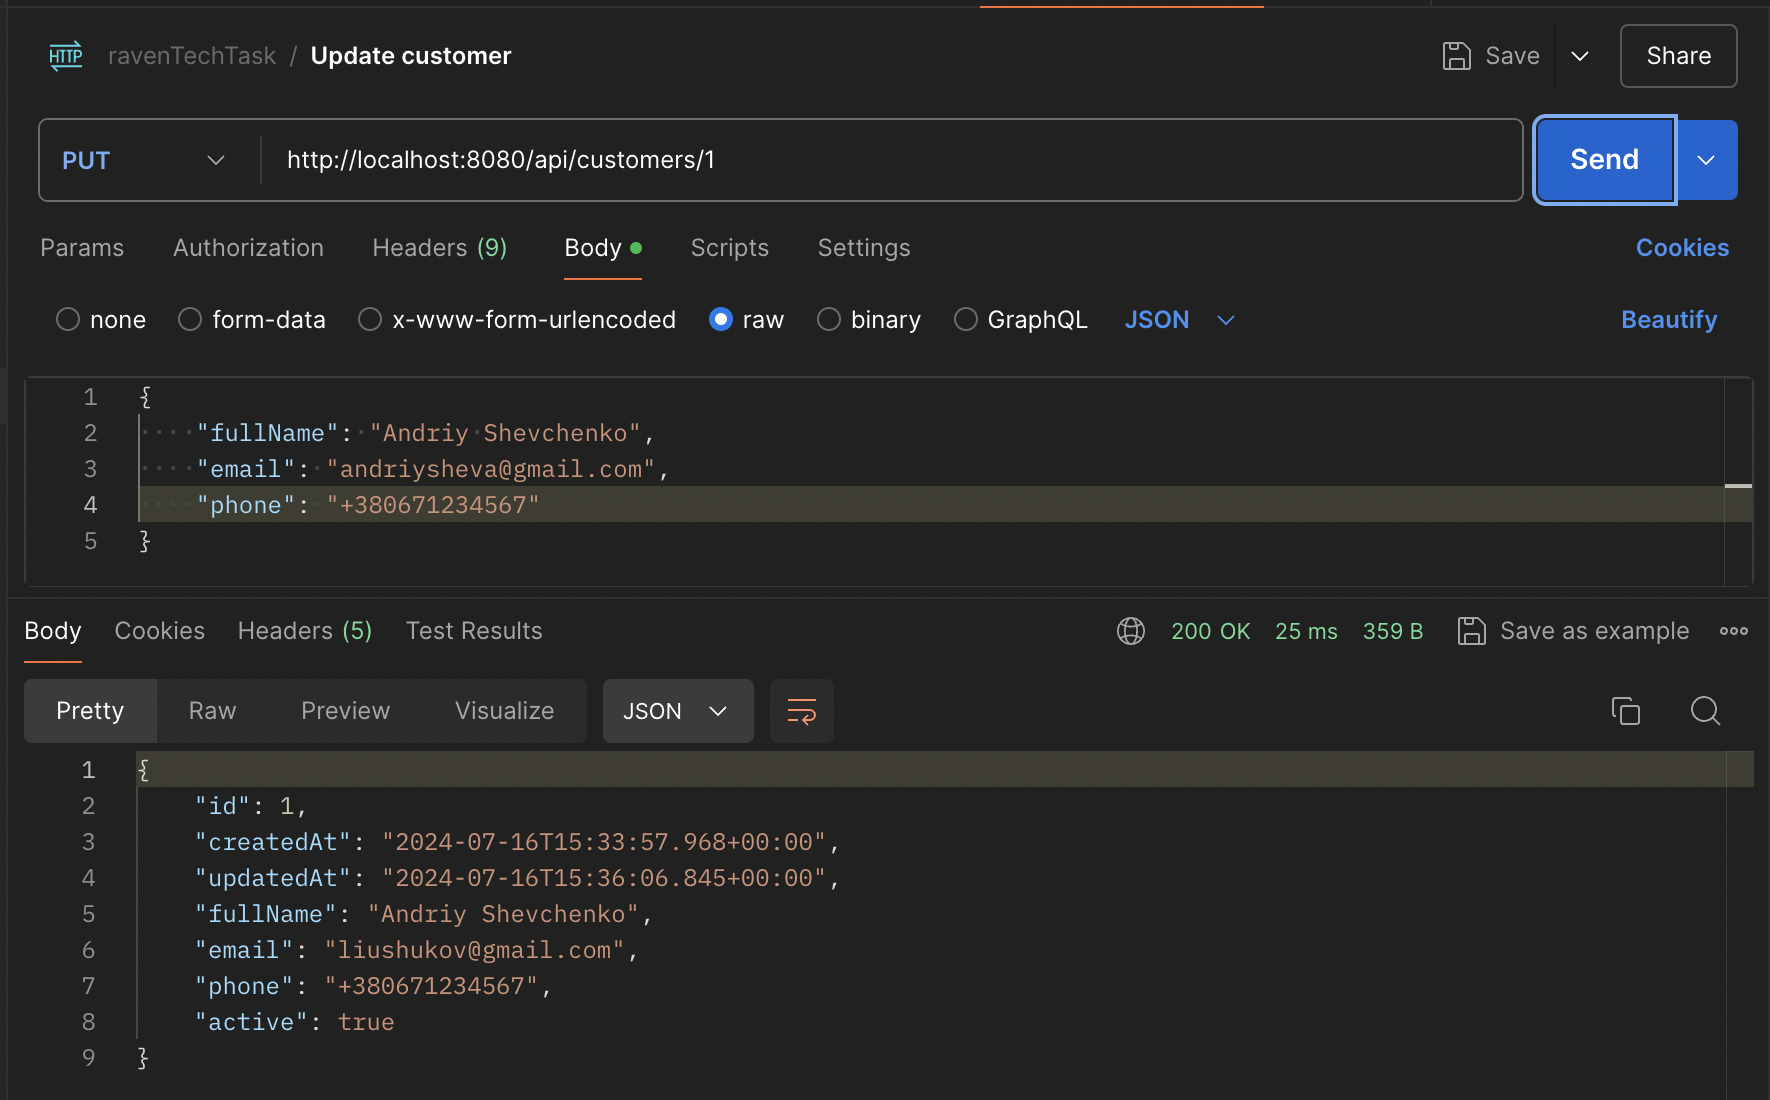 HTTP ravenTechTask / Update customer Save Share
PUT http://localhost:8080/api/customers/1 Send
Params Authorization Headers (9) Body Scripts Settings Cookies
none form-data x-www-form-urlencoded raw binary GraphQL JSON Beautify
1 {
2 "fullName": "Andriy Shevchenko",
3 "email": "andriysheva@gmail.com",
4 "phone": "+380671234567"
5 }
Body Cookies Headers (5) Test Results 200 OK 25 ms 359 B Save as example
Pretty Raw Preview Visualize JSON
1 {
2 "id": 1,
3 "createdAt": "2024-07-16T15:33:57.968+00:00",
4 "updatedAt": "2024-07-16T15:36:06.845+00:00",
5 "fullName": "Andriy Shevchenko",
6 "email": "liushukov@gmail.com",
7 "phone": "+380671234567",
8 "active": true
9 }